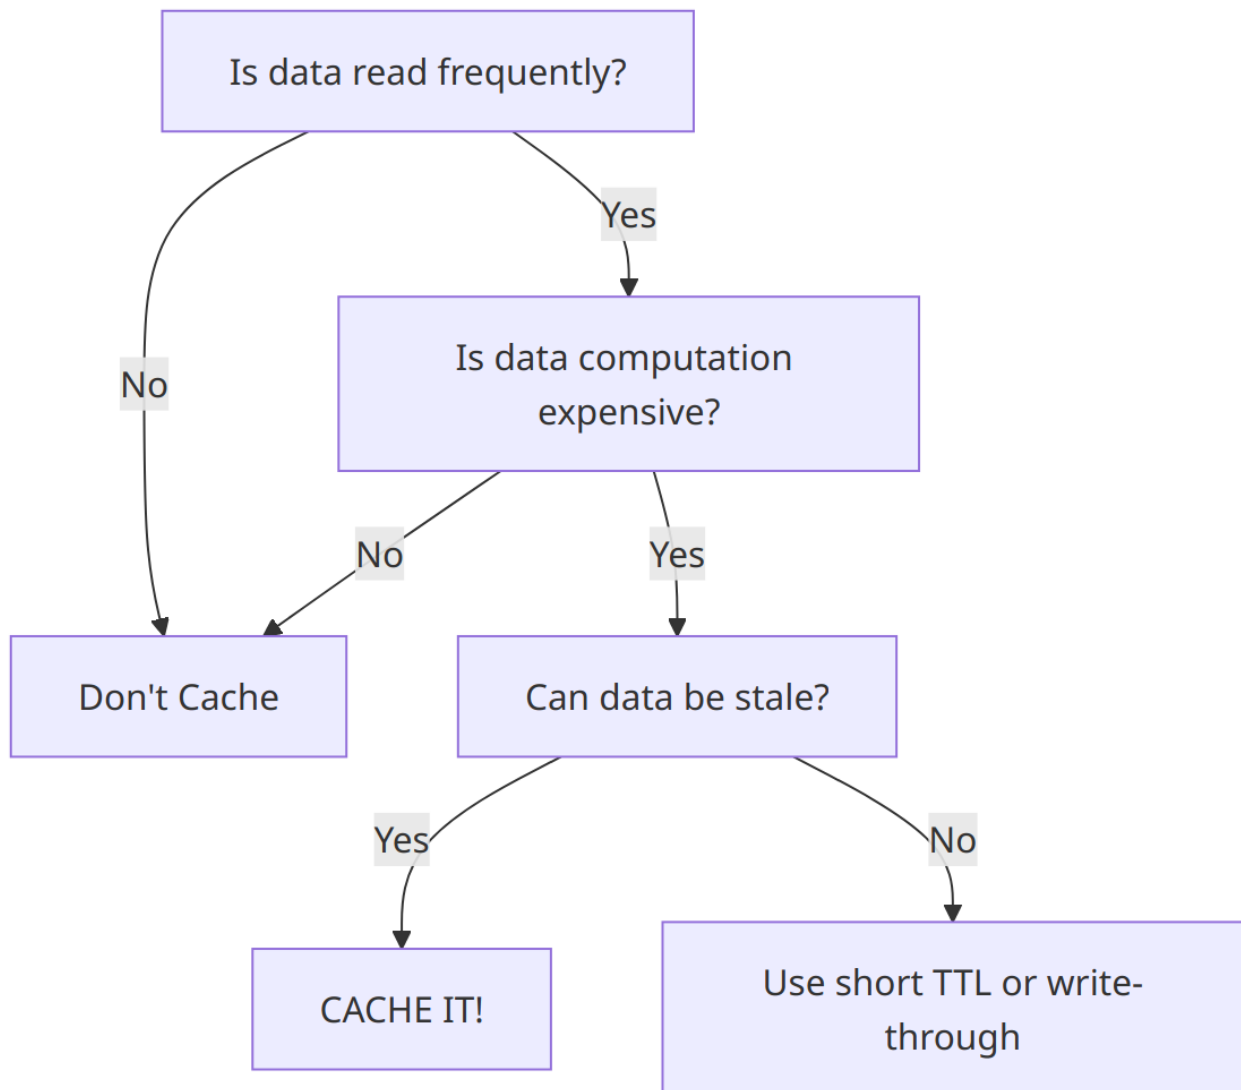 Is data read frequently?
Yes
Is data computation
expensive?
No
No
Yes
Don't Cache
Can data be stale?
Yes
No
CACHE IT!
Use short TTL or write-
through